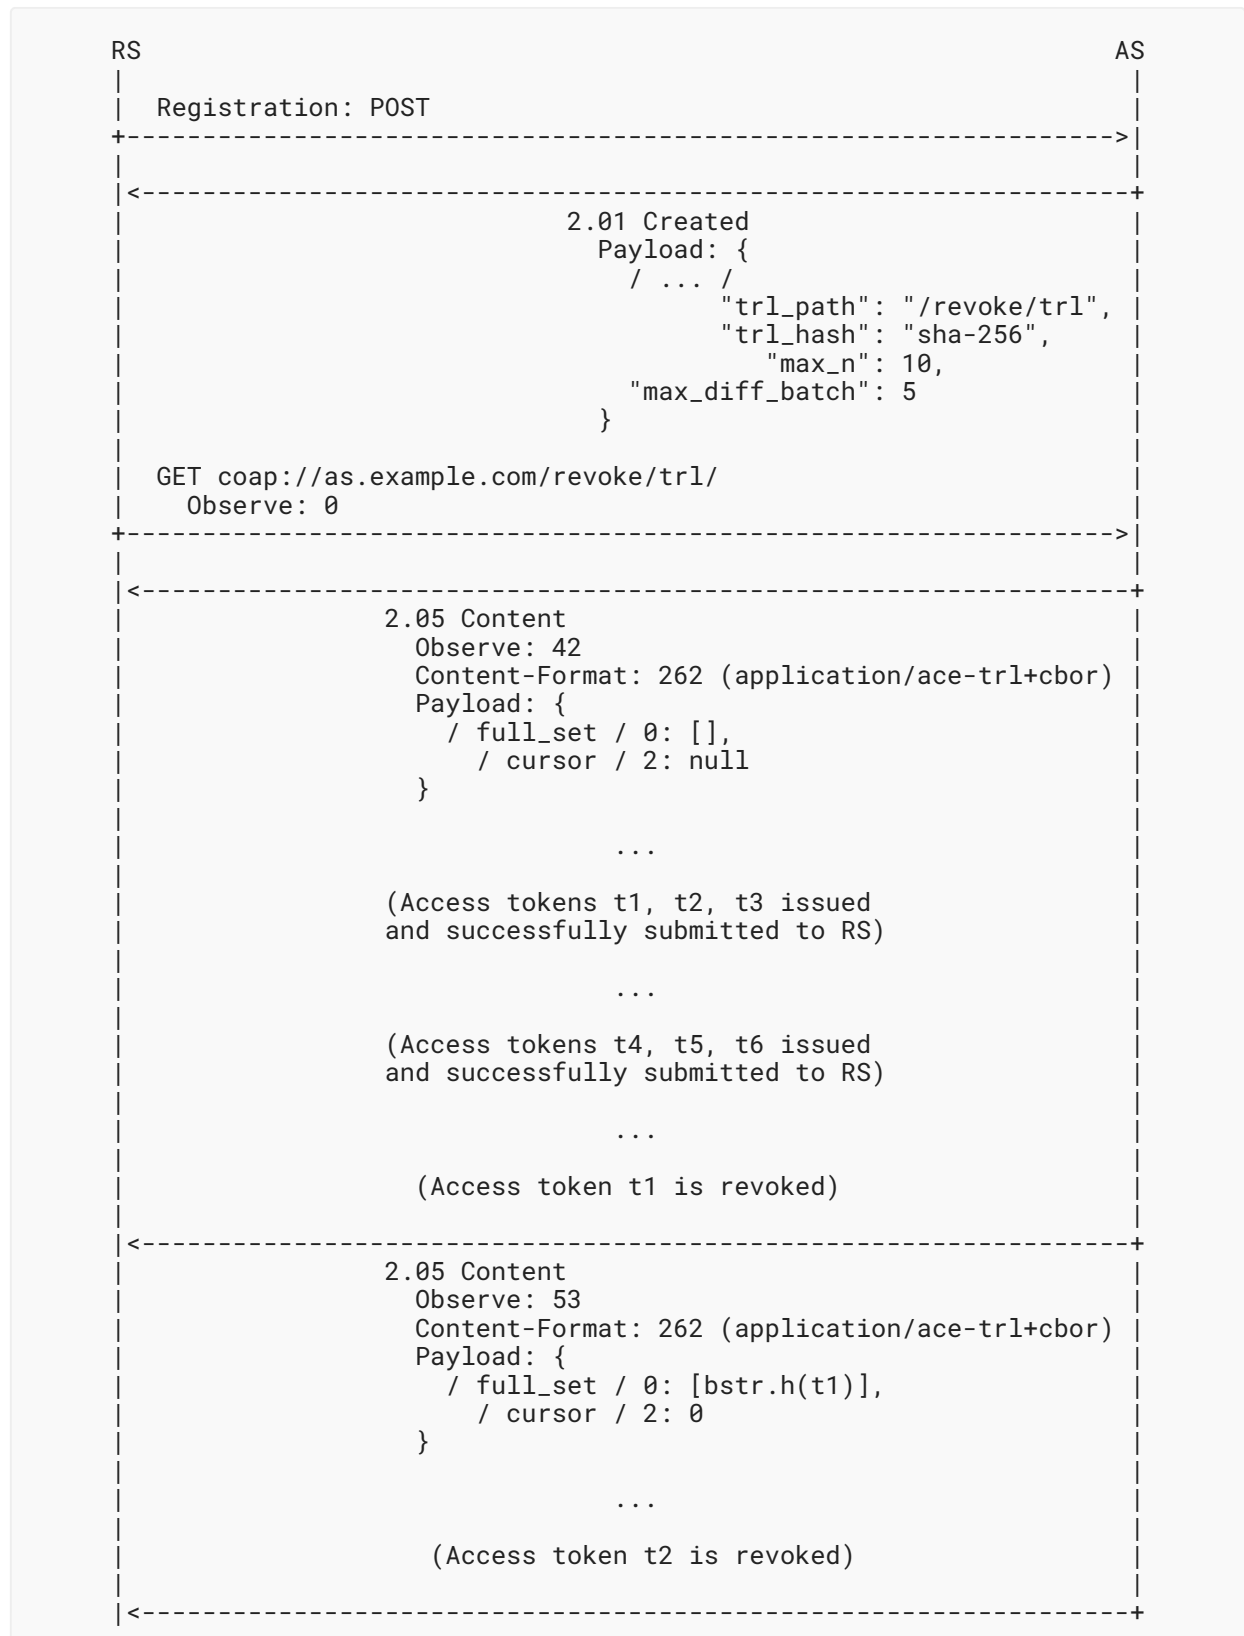 RS                                                                AS
|                                                                  |
|  Registration: POST                                              |
+----------------------------------------------------------------->|
|                                                                  |
|<-----------------------------------------------------------------+
|                             2.01 Created                         |
|                               Payload: {                         |
|                                 / ... /                          |
|                                       "trl_path": "/revoke/trl", |
|                                       "trl_hash": "sha-256",     |
|                                          "max_n": 10,            |
|                                 "max_diff_batch": 5              |
|                               }                                  |
|                                                                  |
|  GET coap://as.example.com/revoke/trl/                           |
|    Observe: 0                                                    |
+----------------------------------------------------------------->|
|                                                                  |
|<-----------------------------------------------------------------+
|                 2.05 Content                                     |
|                   Observe: 42                                    |
|                   Content-Format: 262 (application/ace-trl+cbor) |
|                   Payload: {                                     |
|                     / full_set / 0: [],                          |
|                       / cursor / 2: null                         |
|                   }                                              |
|                                                                  |
|                                ...                               |
|                                                                  |
|                 (Access tokens t1, t2, t3 issued                 |
|                 and successfully submitted to RS)                |
|                                                                  |
|                                ...                               |
|                                                                  |
|                 (Access tokens t4, t5, t6 issued                 |
|                 and successfully submitted to RS)                |
|                                                                  |
|                                ...                               |
|                                                                  |
|                   (Access token t1 is revoked)                   |
|                                                                  |
|<-----------------------------------------------------------------+
|                 2.05 Content                                     |
|                   Observe: 53                                    |
|                   Content-Format: 262 (application/ace-trl+cbor) |
|                   Payload: {                                     |
|                     / full_set / 0: [bstr.h(t1)],                |
|                       / cursor / 2: 0                            |
|                   }                                              |
|                                                                  |
|                                ...                               |
|                                                                  |
|                    (Access token t2 is revoked)                  |
|                                                                  |
|<-----------------------------------------------------------------+